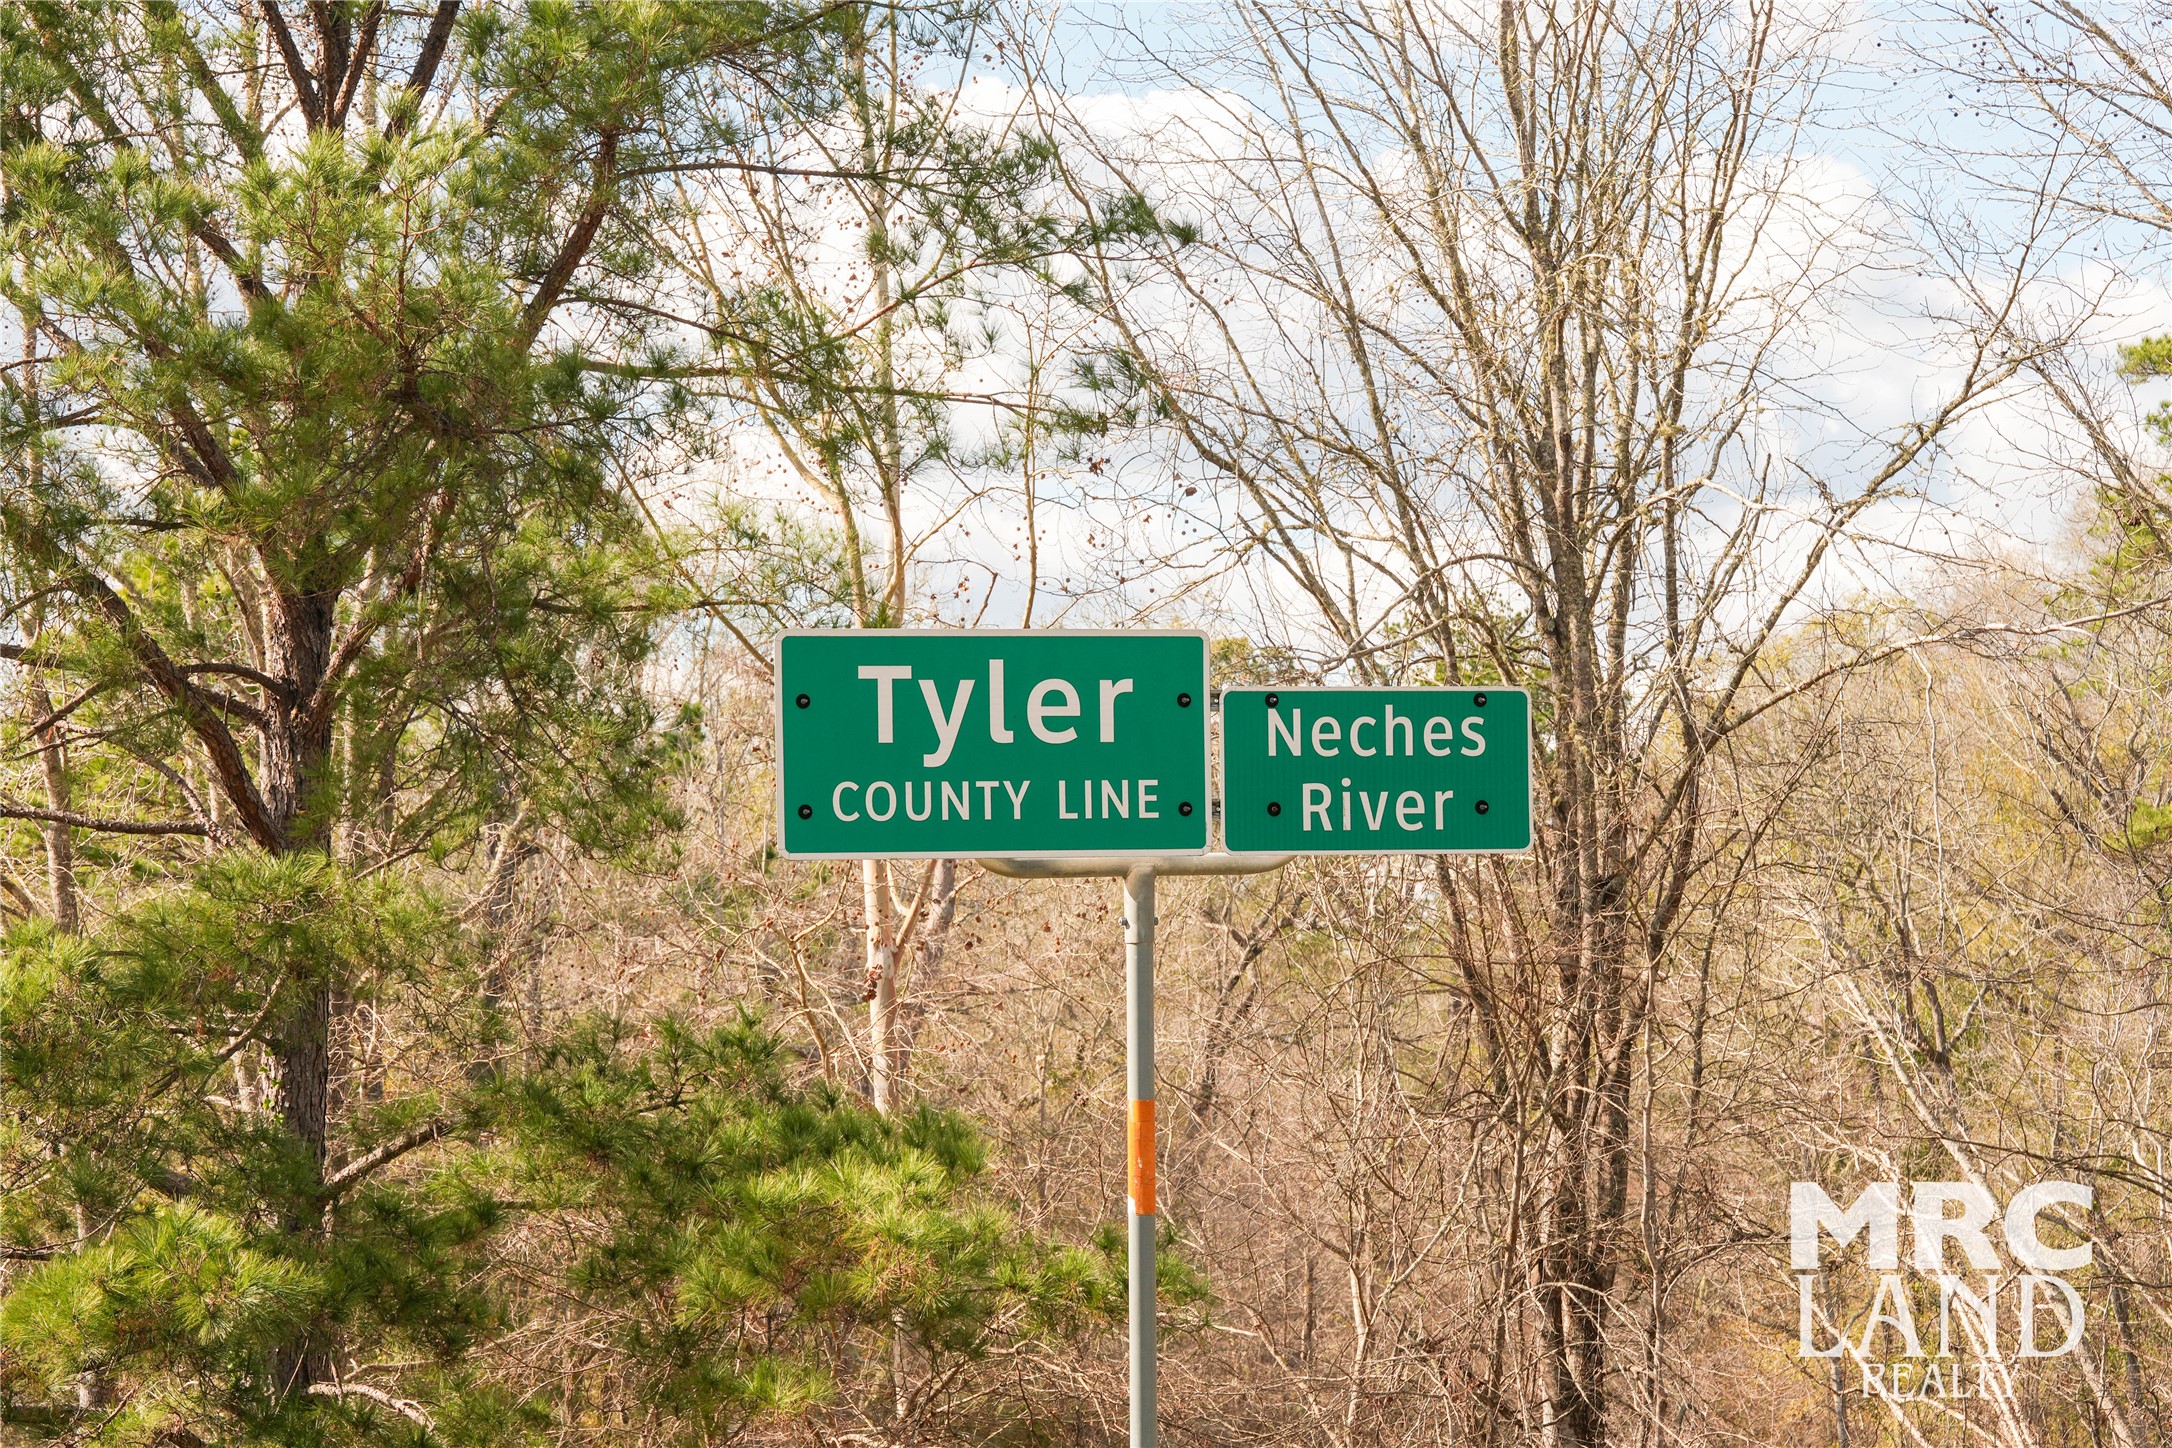 Tyler
COUNTY LINE
Neches
River
MRC
LAND
REALTY